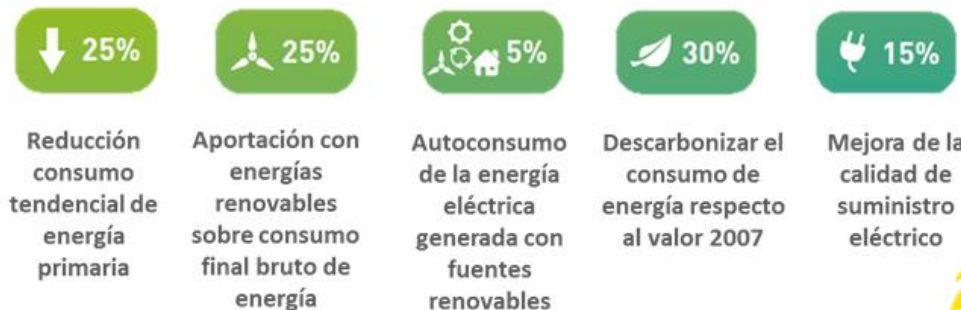 25%
Reducción
consumo
tendencial de
energía
primaria
25%
Aportación con
energías
renovables
sobre consumo
final bruto de
energía
5%
Autoconsumo
de la energía
eléctrica
generada con
fuentes
renovables
30%
Descarbonizar el
consumo de
energía respecto
al valor 2007
15%
Mejora de la
calidad de
suministro
eléctrico